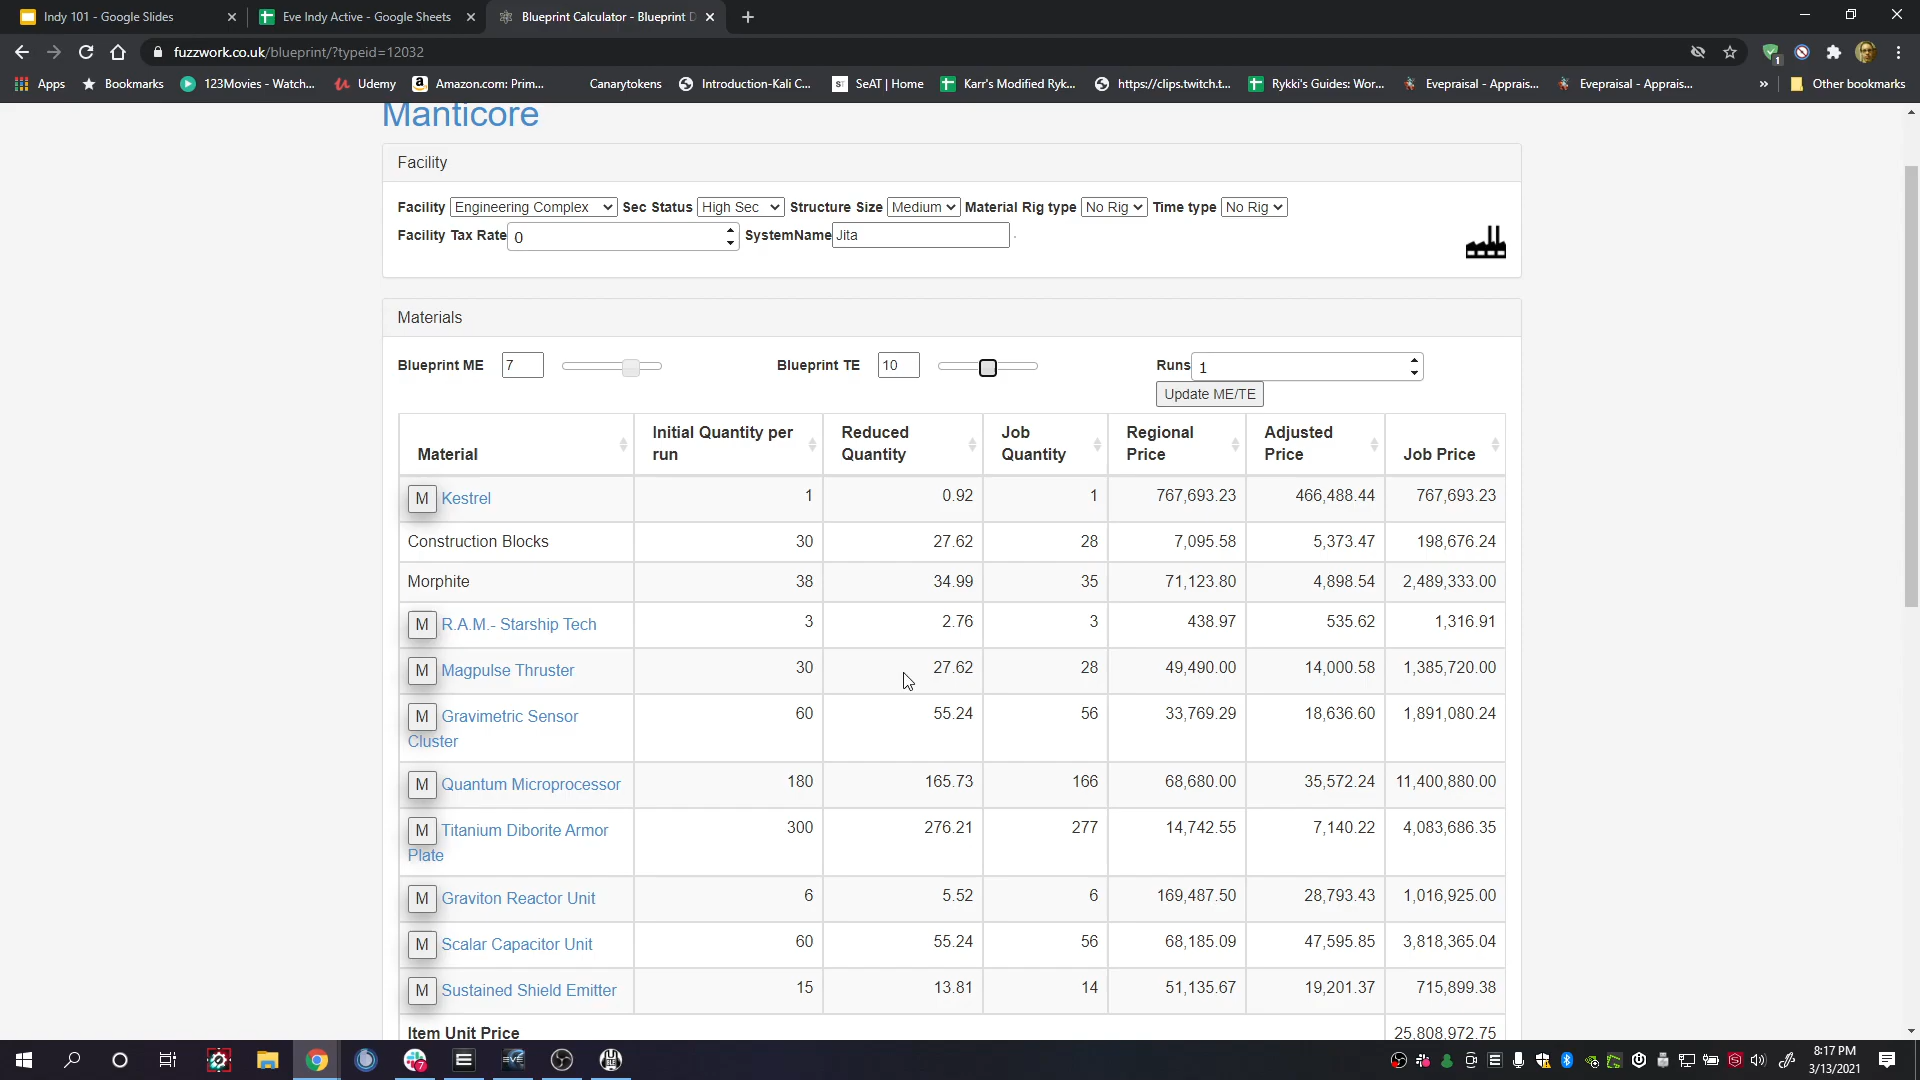 Indy 101 - Google Slides
Eve Indy Active - Google Sheets
Blueprint Calculator - Blueprint D
fuzzwork.co.uk/blueprint/?typeid=12032
1
Apps
Bookmarks
123Movies - Watch...
Udemy
Amazon.com: Prim...
Canarytokens
Introduction-Kali C...
ST
SeAT | Home
Karr's Modified Ryk...
https://clips.twitch.t...
Rykki's Guides: Wor...
Evepraisal - Apprais...
Evepraisal - Apprais...
»
Other bookmarks
Manticore
Facility
Facility Engineering Complex Sec Status High Sec Structure Size Medium Material Rig type No Rig Time type No Rig
Facility Tax Rate 0 SystemName Jita
Materials
Blueprint ME 7 Blueprint TE 10 Runs 1
Update ME/TE
Material Initial Quantity per run Reduced Quantity Job Quantity Regional Price Adjusted Price Job Price
M Kestrel 1 0.92 1 767,693.23 466,488.44 767,693.23
Construction Blocks 30 27.62 28 7,095.58 5,373.47 198,676.24
Morphite 38 34.99 35 71,123.80 4,898.54 2,489,333.00
M R.A.M.- Starship Tech 3 2.76 3 438.97 535.62 1,316.91
M Magpulse Thruster 30 27.62 28 49,490.00 14,000.58 1,385,720.00
M Gravimetric Sensor Cluster 60 55.24 56 33,769.29 18,636.60 1,891,080.24
M Quantum Microprocessor 180 165.73 166 68,680.00 35,572.24 11,400,880.00
M Titanium Diborite Armor Plate 300 276.21 277 14,742.55 7,140.22 4,083,686.35
M Graviton Reactor Unit 6 5.52 6 169,487.50 28,793.43 1,016,925.00
M Scalar Capacitor Unit 60 55.24 56 68,185.09 47,595.85 3,818,365.04
M Sustained Shield Emitter 15 13.81 14 51,135.67 19,201.37 715,899.38
Item Unit Price 25,808,972.75
EVE
8:17 PM
3/13/2021